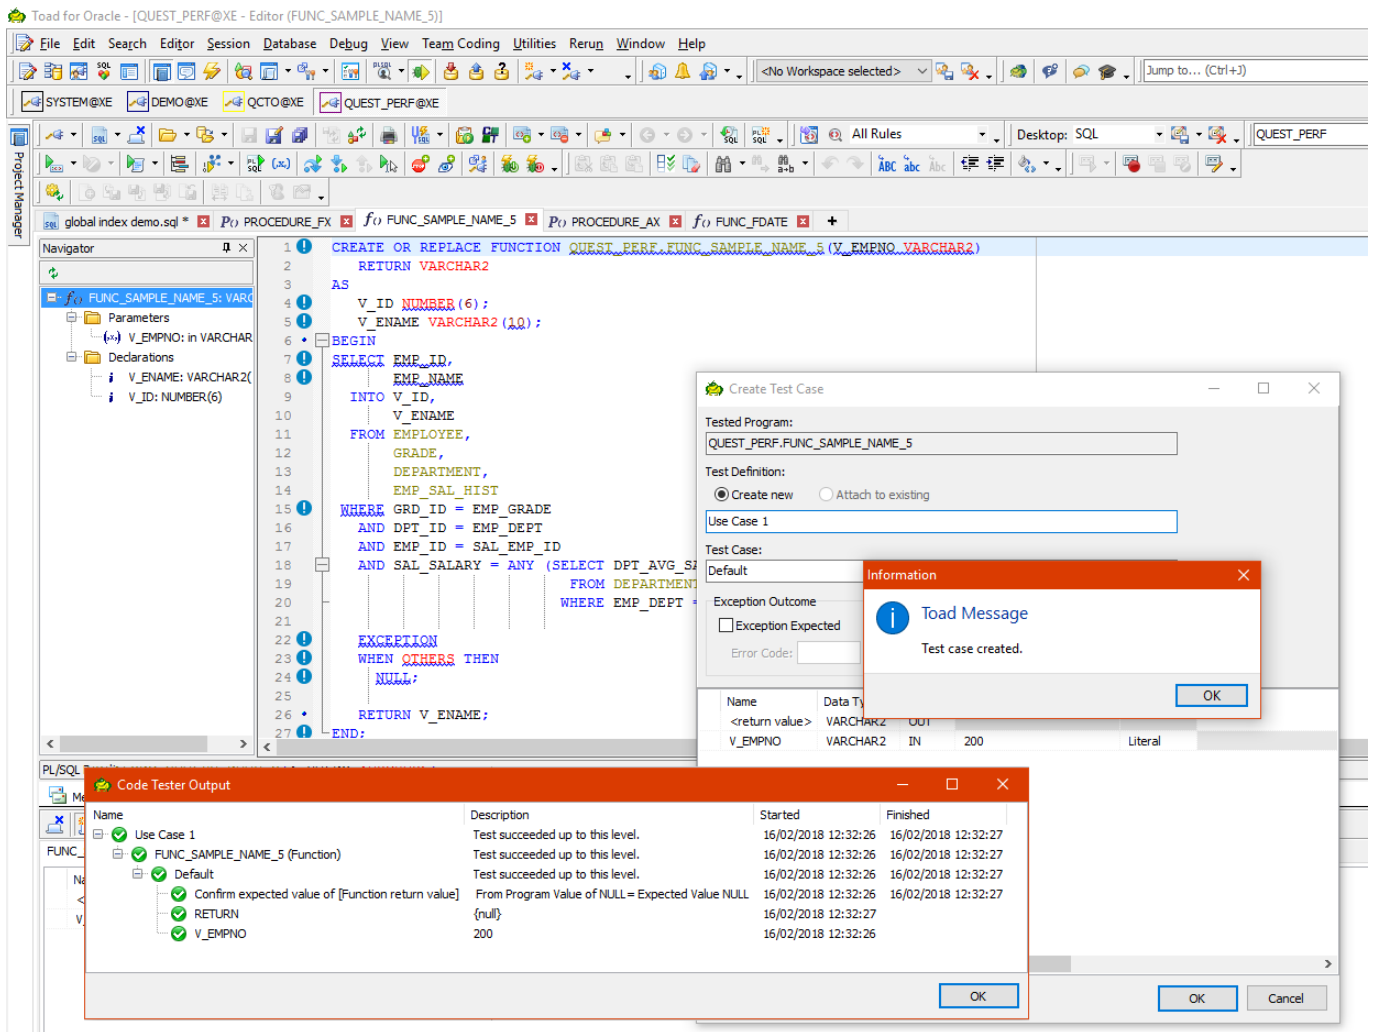 Toad for Oracle - [QUEST_PERF@XE - Editor (FUNC_SAMPLE_NAME_5)]
File Edit Search Editor Session Database Debug View Team Coding Utilities Rerun Window Help
<No Workspace selected> Jump to... (Ctrl+J)
SYSTEM@XE DEMO@XE QCTO@XE QUEST_PERF@XE
All Rules Desktop: SQL QUEST_PERF
Project Manager
global index demo.sql * PROCEDURE_FX FUNC_SAMPLE_NAME_5 PROCEDURE_AX FUNC_FDATE +
Navigator
FUNC_SAMPLE_NAME_5: VARC
Parameters
V_EMPNO: in VARCHAR
Declarations
V_ENAME: VARCHAR2(
V_ID: NUMBER(6)
1 CREATE OR REPLACE FUNCTION QUEST_PERF.FUNC_SAMPLE_NAME_5(V_EMPNO VARCHAR2)
2 RETURN VARCHAR2
3 AS
4 V_ID NUMBER(6);
5 V_ENAME VARCHAR2(10);
6 BEGIN
7 SELECT EMP_ID,
8 EMP_NAME
9 INTO V_ID,
10 V_ENAME
11 FROM EMPLOYEE,
12 GRADE,
13 DEPARTMENT,
14 EMP_SAL_HIST
15 WHERE GRD_ID = EMP_GRADE
16 AND DPT_ID = EMP_DEPT
17 AND EMP_ID = SAL_EMP_ID
18 AND SAL_SALARY = ANY (SELECT DPT_AVG_SA
19 FROM DEPARTMENT
20 WHERE EMP_DEPT =
21
22 EXCEPTION
23 WHEN OTHERS THEN
24 NULL;
25
26 RETURN V_ENAME;
27 END;
Create Test Case
Tested Program:
QUEST_PERF.FUNC_SAMPLE_NAME_5
Test Definition:
Create new Attach to existing
Use Case 1
Test Case:
Default
Exception Outcome
Exception Expected
Error Code:
Information
Toad Message
Test case created.
OK
Name Data Ty
<return value> VARCHAR2 OUT
V_EMPNO VARCHAR2 IN 200 Literal
OK Cancel
PL/SQL
FUNC_
Code Tester Output
Name Description Started Finished
Use Case 1 Test succeeded up to this level. 16/02/2018 12:32:26 16/02/2018 12:32:27
FUNC_SAMPLE_NAME_5 (Function) Test succeeded up to this level. 16/02/2018 12:32:26 16/02/2018 12:32:27
Default Test succeeded up to this level. 16/02/2018 12:32:26 16/02/2018 12:32:27
Confirm expected value of [Function return value] From Program Value of NULL= Expected Value NULL 16/02/2018 12:32:26 16/02/2018 12:32:27
RETURN {null} 16/02/2018 12:32:27
V_EMPNO 200 16/02/2018 12:32:26
OK